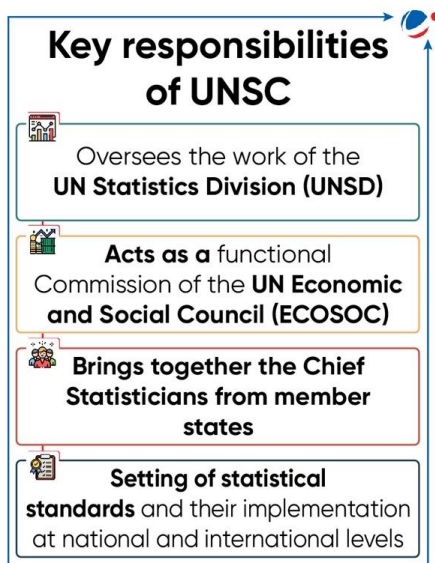 Key responsibilities
of UNSC
Oversees the work of the
UN Statistics Division (UNSD)
Acts as a functional
Commission of the UN Economic
and Social Council (ECOSOC)
Brings together the Chief
Statisticians from member
states
Setting of statistical
standards and their implementation
at national and international levels